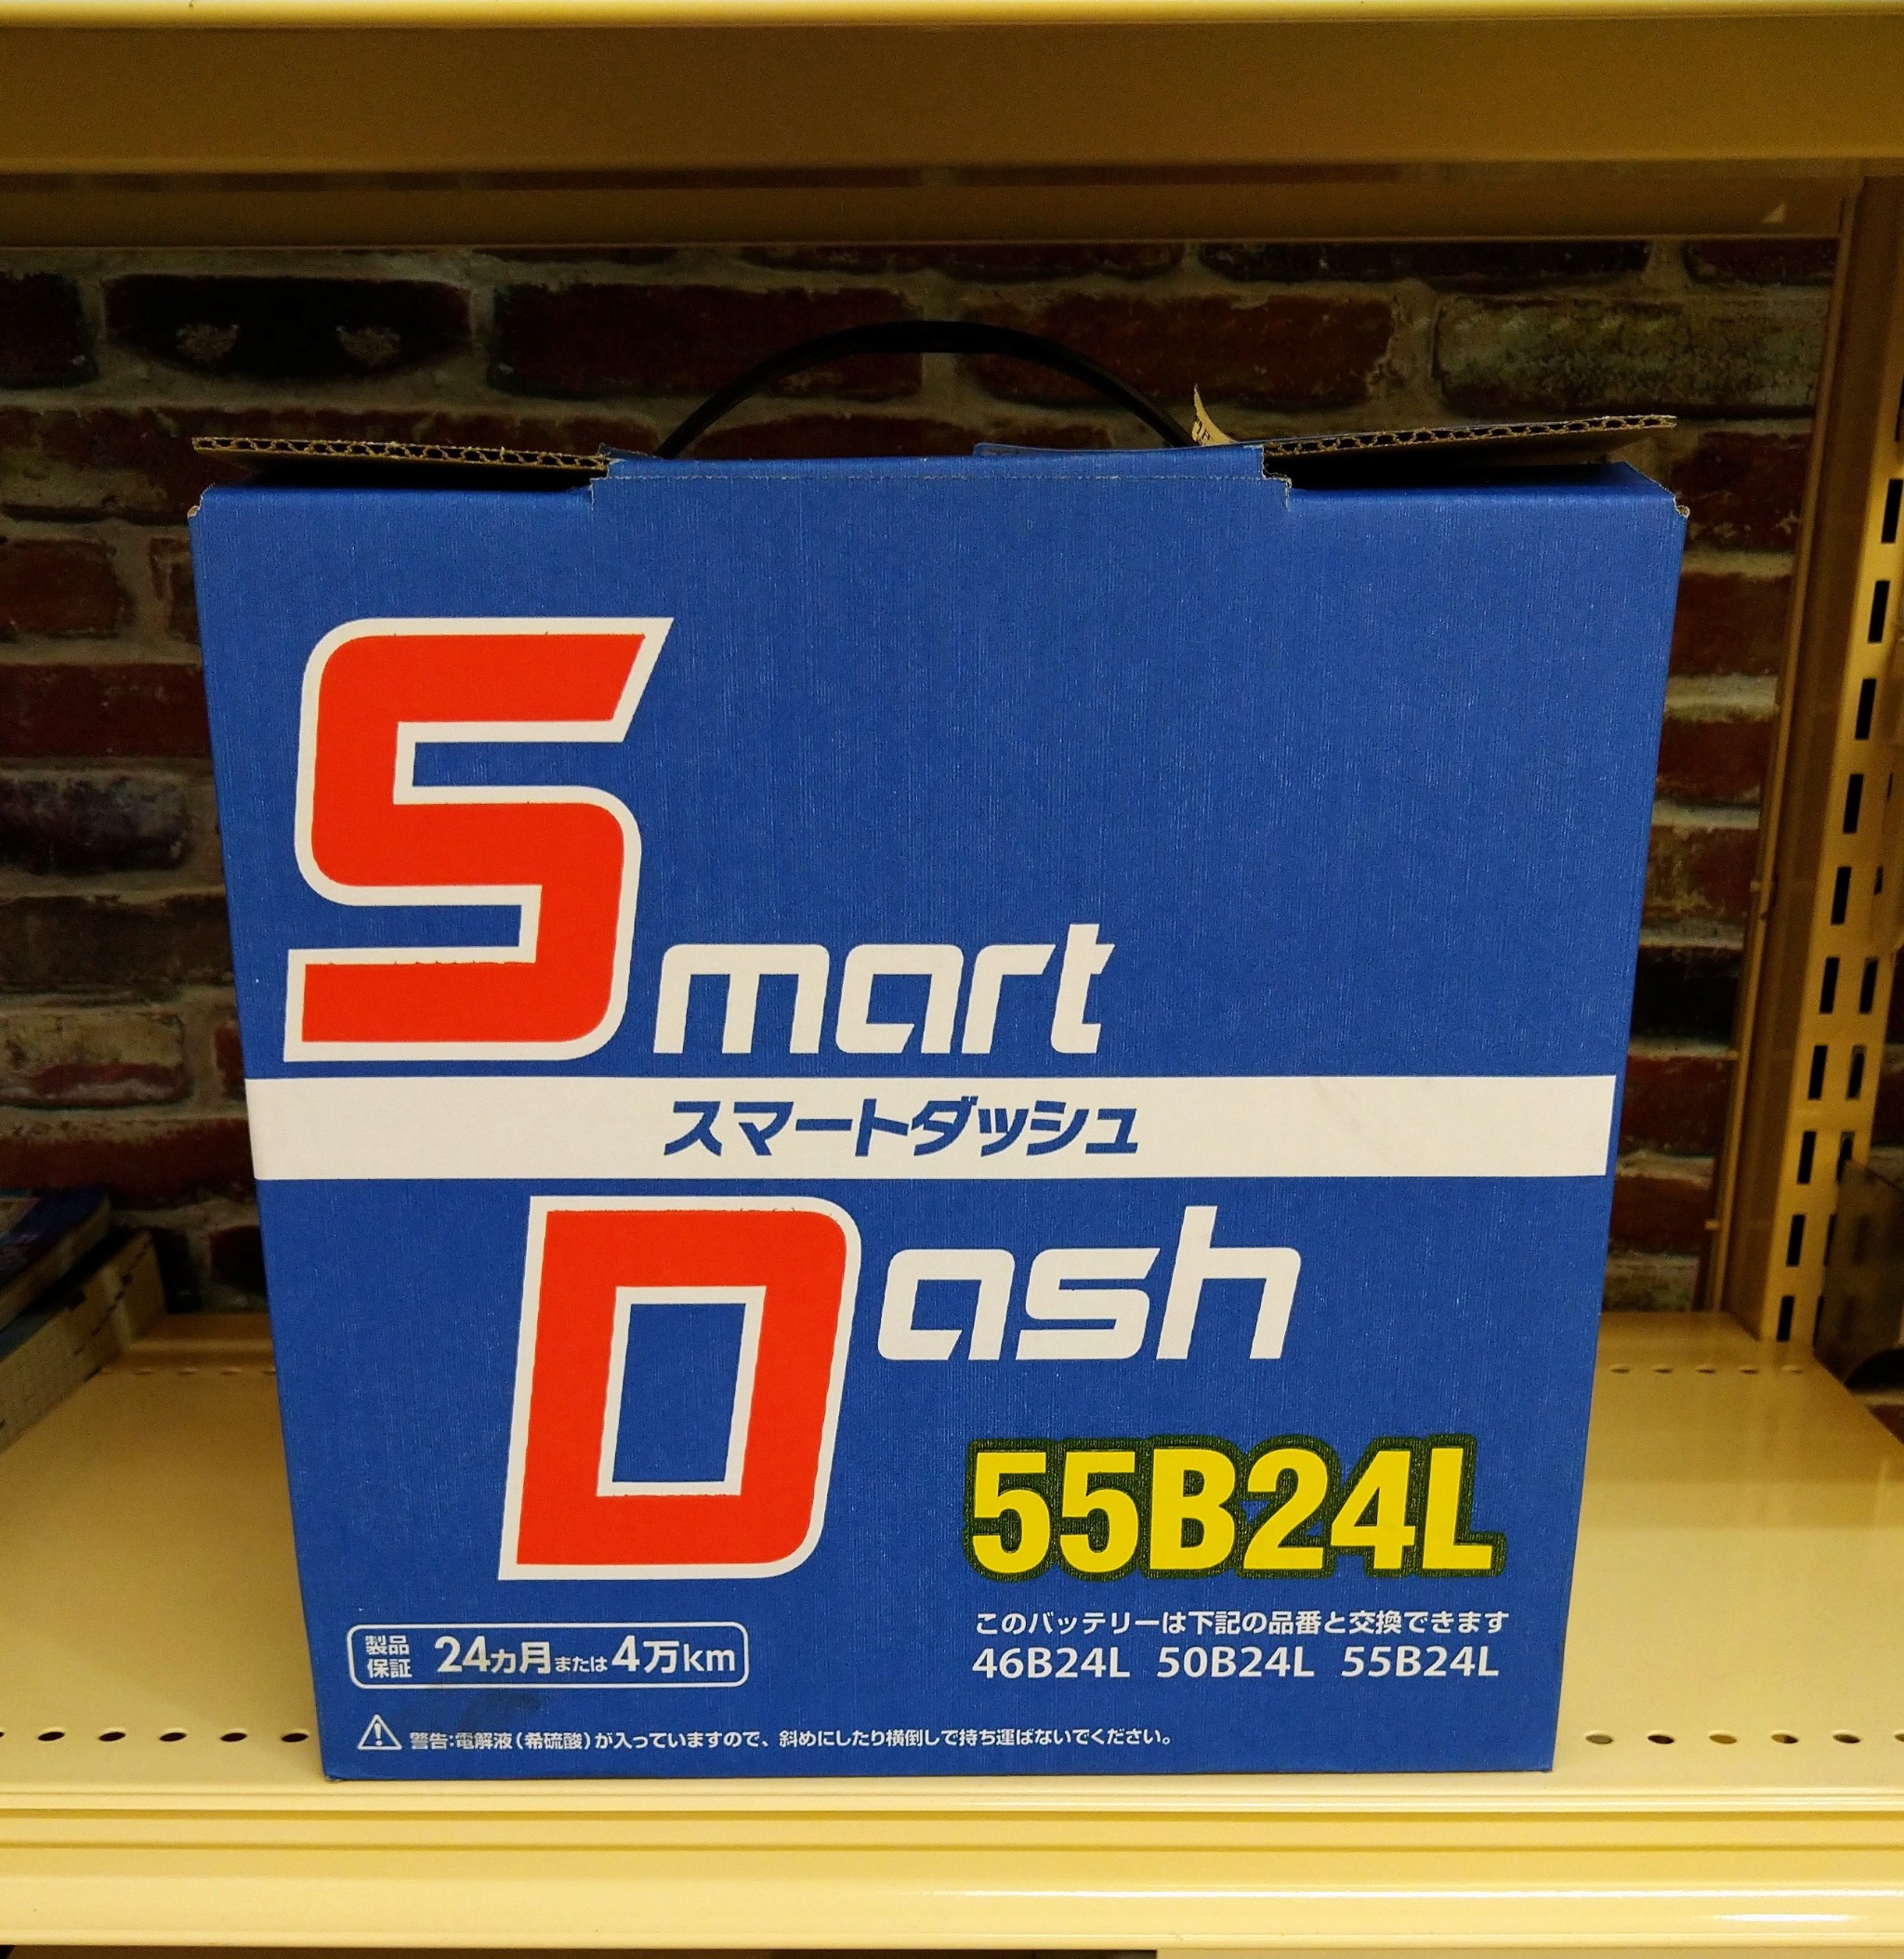 Smart
スマートダッシュ
Dash
55B24L
このバッテリーは下記の品番と交換できます
46B24L 50B24L 55B24L
製品
保証
24カ月または4万km
警告:電解液(希硫酸)が入っていますので、斜めにしたり横倒しで持ち運ばないでください。